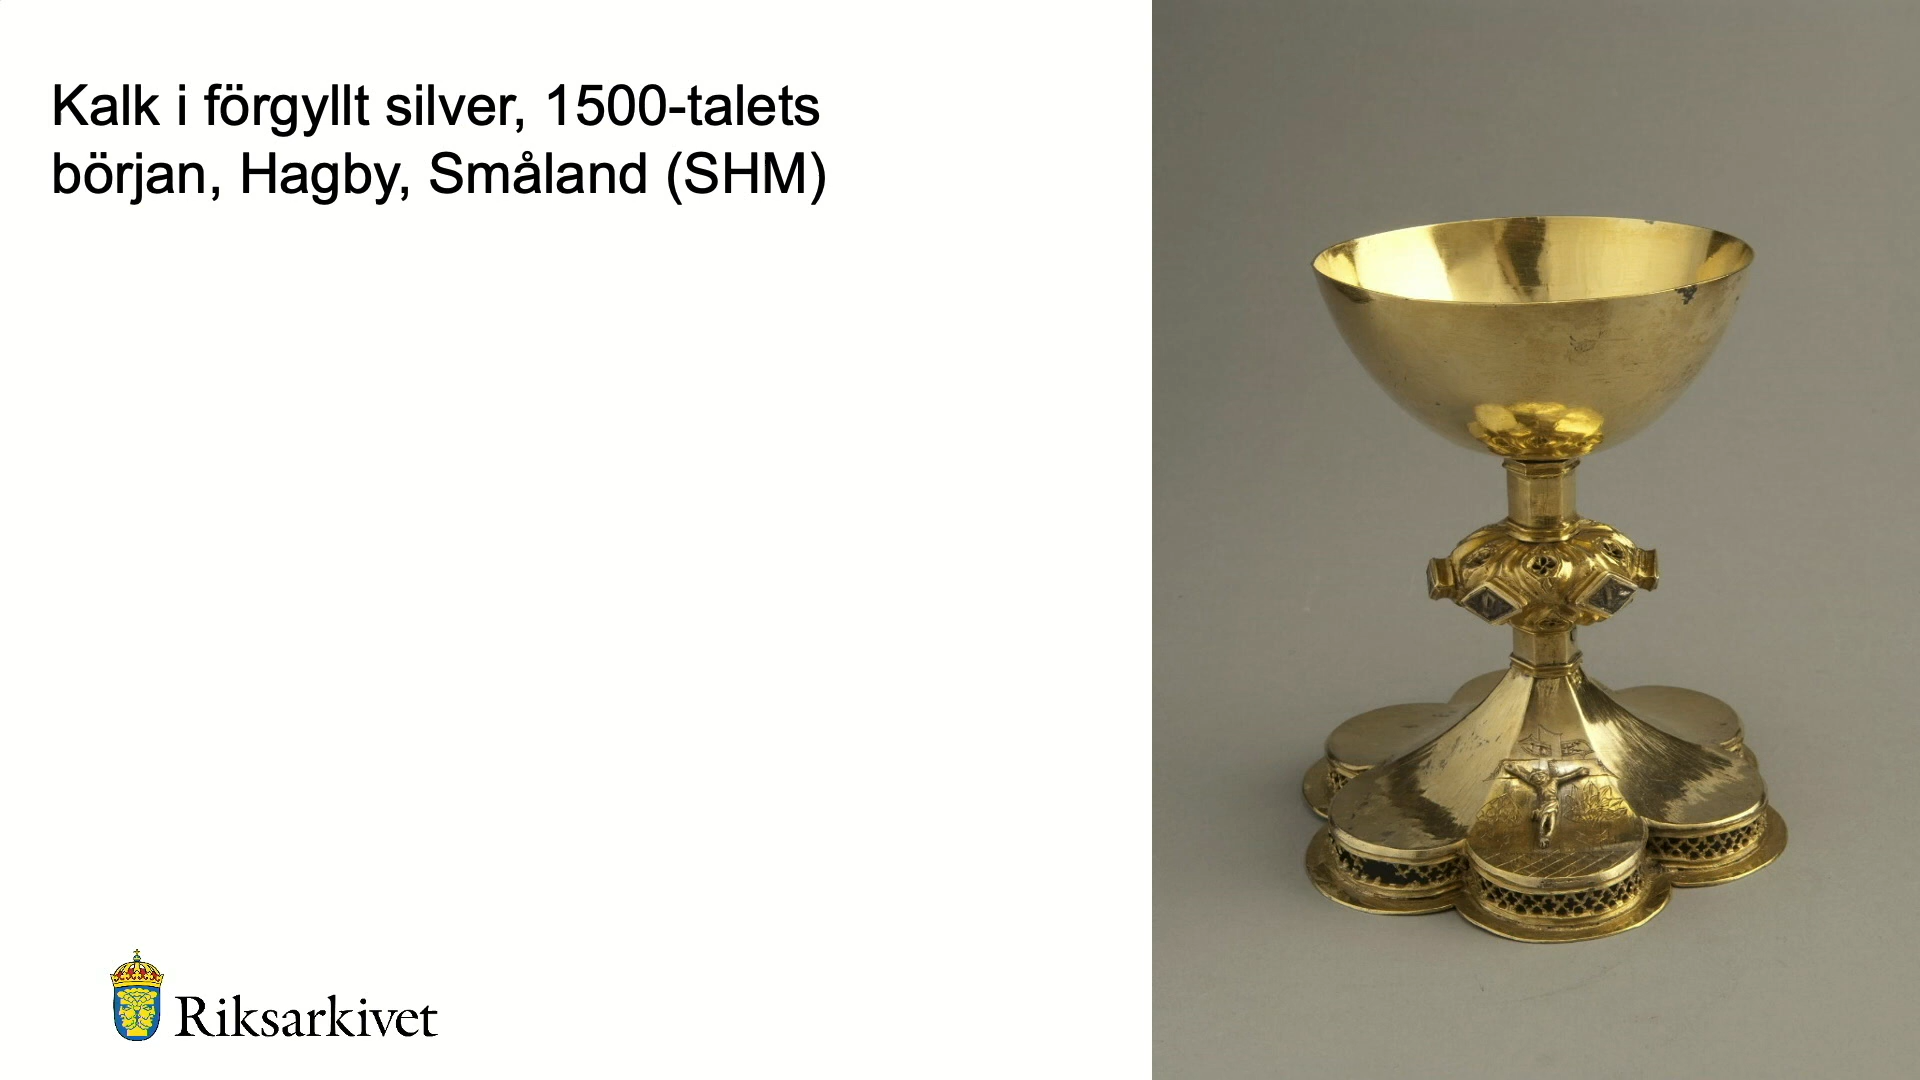 Kalk i förgyllt silver, 1500-talets
början, Hagby, Småland (SHM)
Riksarkivet